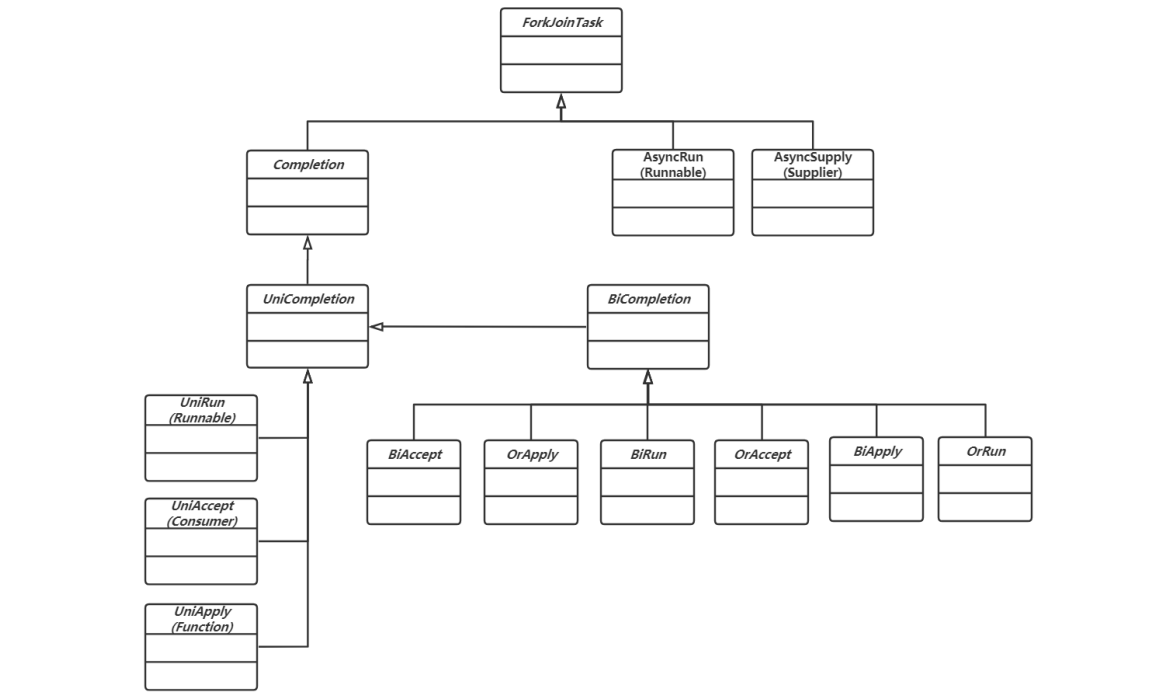 ForkJoinTask
Completion
AsyncRun
(Runnable)
AsyncSupply
(Supplier)
UniCompletion
BiCompletion
UniRun
(Runnable)
BiAccept
OrApply
BiRun
OrAccept
BiApply
OrRun
UniAccept
(Consumer)
UniApply
(Function)